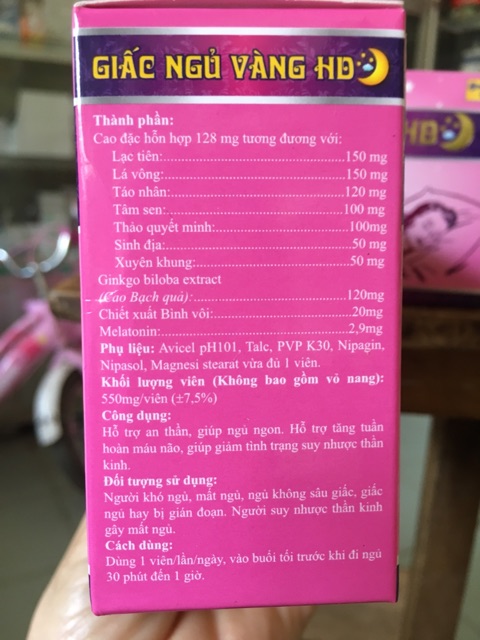 GIẤC NGỦ VÀNG HD
Thành phần:
Cao đặc hỗn hợp 128 mg tương đương với:
Lạc tiên:..................................................150 mg
Lá vông:..................................................150 mg
Táo nhân:.................................................120 mg
Tâm sen:..................................................100 mg
Thảo quyết minh:......................................100mg
Sinh địa:....................................................50 mg
Xuyên khung:............................................50 mg
Ginkgo biloba extract
(Cao Bạch quả):........................................120mg
Chiết xuất Bình vôi:....................................20mg
Melatonin:.................................................2,9mg
Phụ liệu: Avicel pH101, Talc, PVP K30, Nipagin,
Nipasol, Magnesi stearat vừa đủ 1 viên.
Khối lượng viên (Không bao gồm vỏ nang):
550mg/viên (±7,5%)
Công dụng:
Hỗ trợ an thần, giúp ngủ ngon. Hỗ trợ tăng tuần
hoàn máu não, giúp giảm tình trạng suy nhược thần
kinh.
Đối tượng sử dụng:
Người khó ngủ, mất ngủ, ngủ không sâu giấc, giấc
ngủ hay bị gián đoạn. Người suy nhược thần kinh
gây mất ngủ.
Cách dùng:
Dùng 1 viên/lần/ngày, vào buổi tối trước khi đi ngủ
30 phút đến 1 giờ.
HD